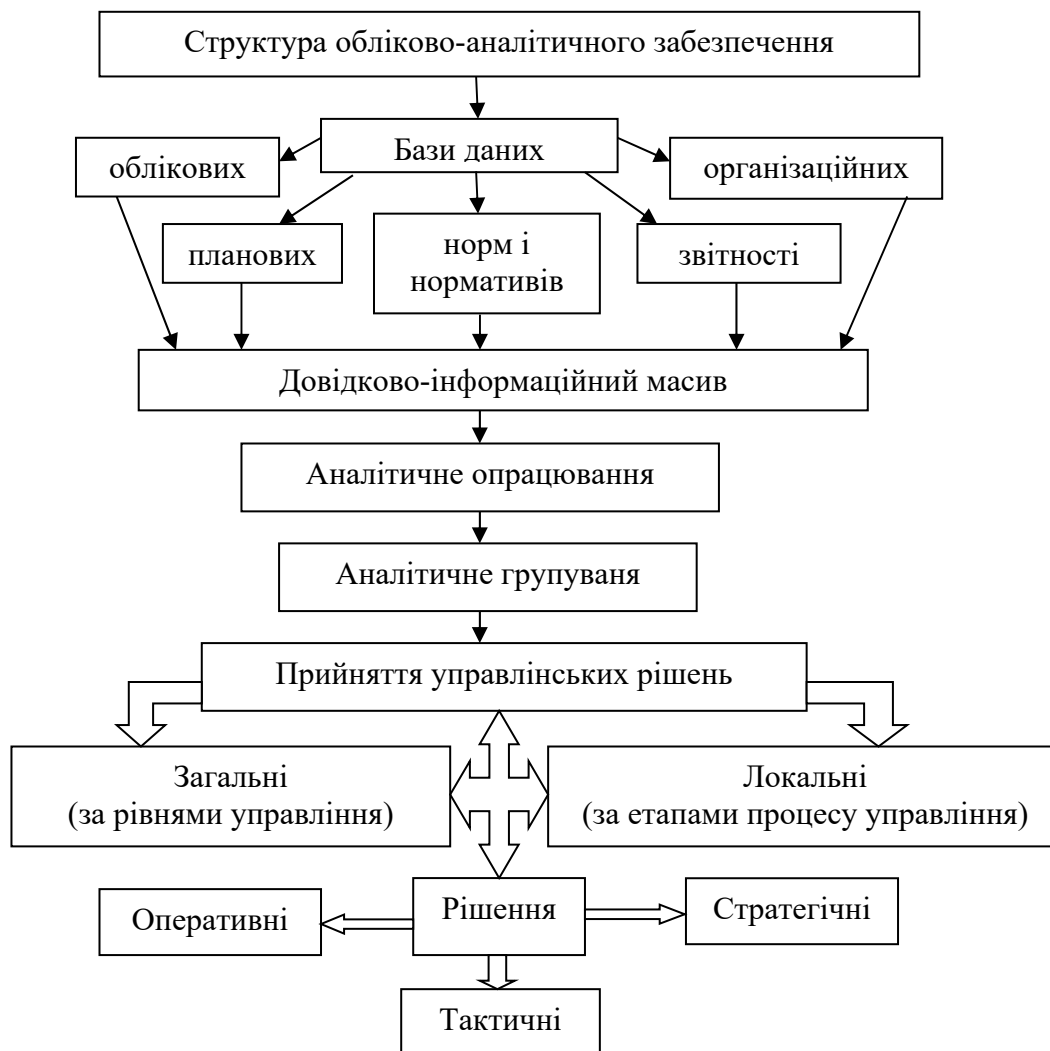 Структура обліково-аналітичного забезпечення
Бази даних
облікових
організаційних
планових
норм і
нормативів
звітності
Довідково-інформаційний масив
Аналітичне опрацювання
Аналітичне групуваня
Прийняття управлінських рішень
Загальні
(за рівнями управління)
Локальні
(за етапами процесу управління)
Оперативні
Рішення
Стратегічні
Тактичні